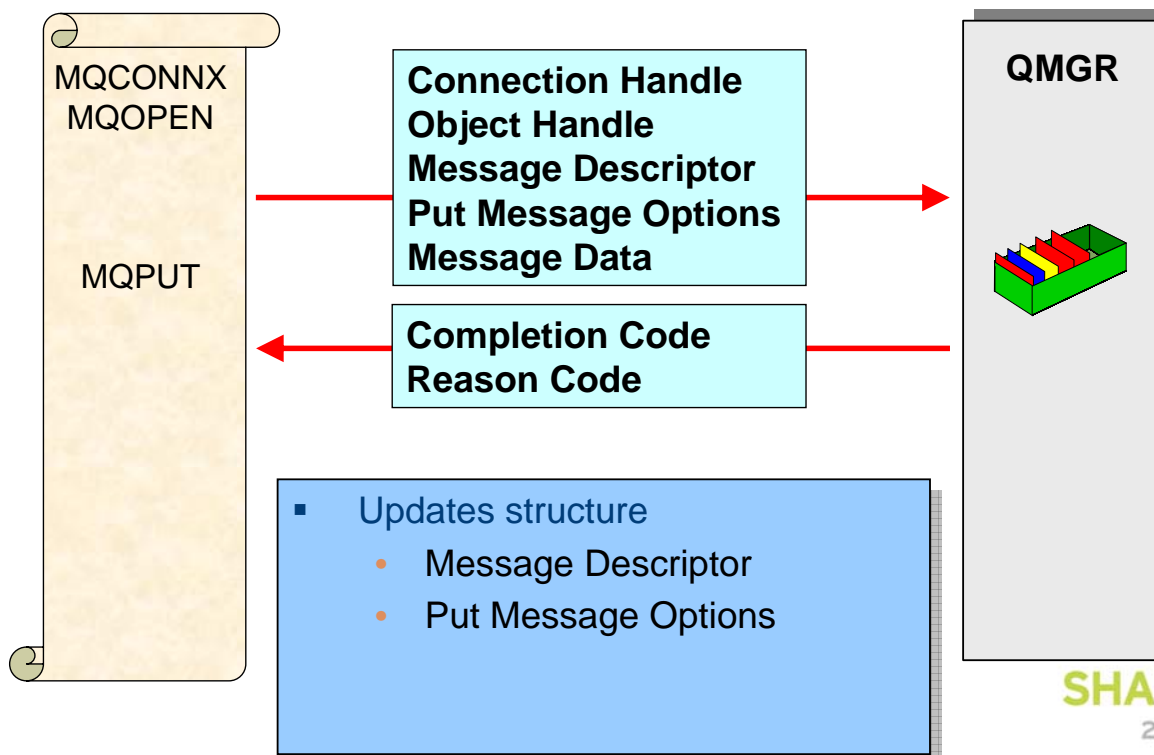 MQCONNX
MQOPEN
MQPUT
Connection Handle
Object Handle
Message Descriptor
Put Message Options
Message Data
Completion Code
Reason Code
QMGR
▪ Updates structure
• Message Descriptor
• Put Message Options
SHA
2